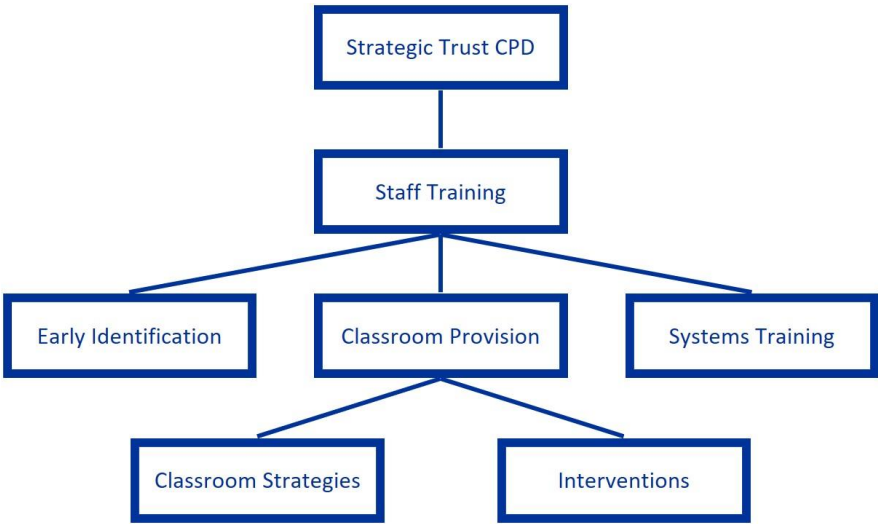 Strategic Trust CPD
Staff Training
Early Identification
Classroom Provision
Systems Training
Classroom Strategies
Interventions